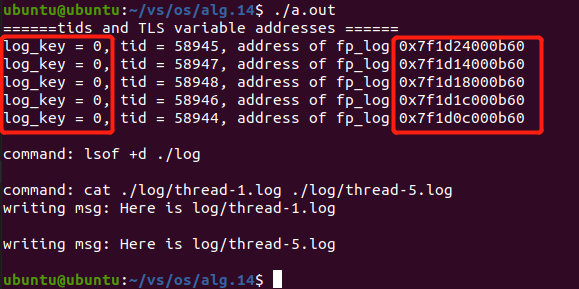 ubuntu@ubuntu:~/vs/os/alg.14$ ./a.out
======tids and TLS variable addresses ======
log_key = 0, tid = 58945, address of fp_log 0x7f1d24000b60
log_key = 0, tid = 58947, address of fp_log 0x7f1d14000b60
log_key = 0, tid = 58948, address of fp_log 0x7f1d18000b60
log_key = 0, tid = 58946, address of fp_log 0x7f1d1c000b60
log_key = 0, tid = 58944, address of fp_log 0x7f1d0c000b60
command: lsof +d ./log
command: cat ./log/thread-1.log ./log/thread-5.log
writing msg: Here is log/thread-1.log
writing msg: Here is log/thread-5.log
ubuntu@ubuntu:~/vs/os/alg.14$